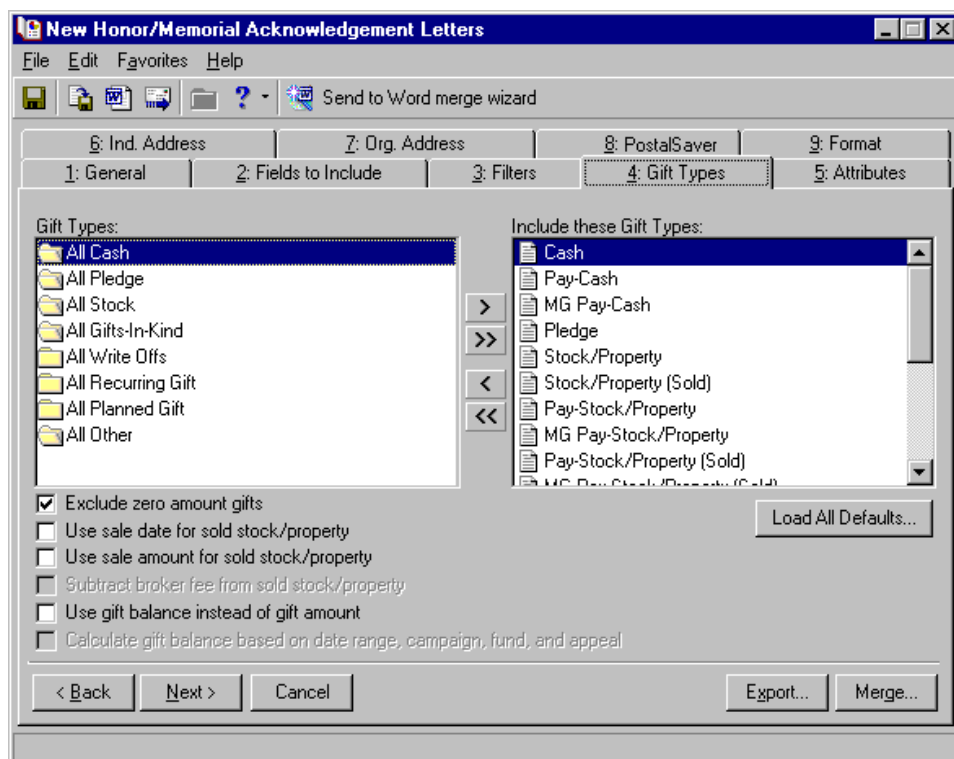 New Honor/Memorial Acknowledgement Letters
File Edit Favorites Help
Send to Word merge wizard
6: Ind. Address 7: Org. Address 8: PostalSaver 9: Format
1: General 2: Fields to Include 3: Filters 4: Gift Types 5: Attributes
Gift Types:
All Cash
All Pledge
All Stock
All Gifts-In-Kind
All Write Offs
All Recurring Gift
All Planned Gift
All Other
>
>>
<
<<
Include these Gift Types:
Cash
Pay-Cash
MG Pay-Cash
Pledge
Stock/Property
Stock/Property (Sold)
Pay-Stock/Property
MG Pay-Stock/Property
Pay-Stock/Property (Sold)
MG Pay-Stock/Property (Sold)
Exclude zero amount gifts
Use sale date for sold stock/property
Use sale amount for sold stock/property
Subtract broker fee from sold stock/property
Use gift balance instead of gift amount
Calculate gift balance based on date range, campaign, fund, and appeal
Load All Defaults...
< Back Next > Cancel Export... Merge...